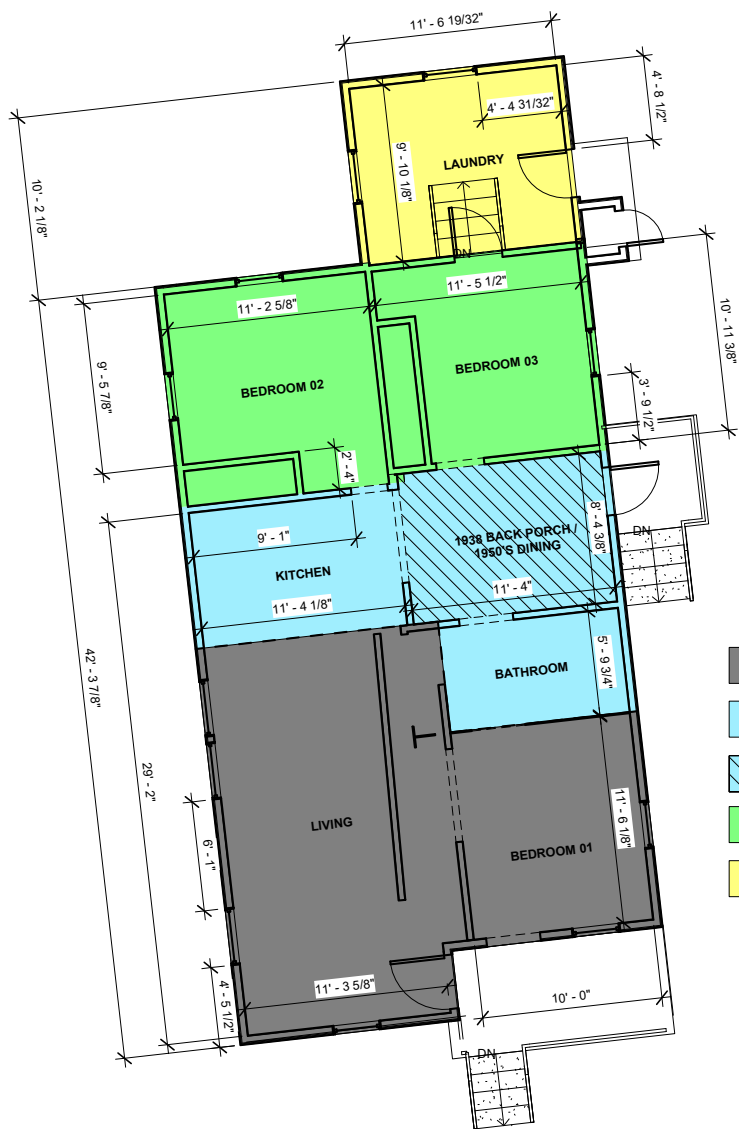 11' - 6 19/32"
4' - 8 1/2"
4' - 4 31/32"
9' - 10 1/8"
LAUNDRY
10' - 2 1/8"
DN
11' - 2 5/8"
11' - 5 1/2"
10' - 11 3/8"
9' - 5 7/8"
BEDROOM 02
BEDROOM 03
3' - 9 1/2"
2' - 4"
8' - 4 3/8"
9' - 1"
1938 BACK PORCH /
1950'S DINING
DN
KITCHEN
11' - 4"
11' - 4 1/8"
42' - 3 7/8"
BATHROOM
5' - 9 3/4"
29' - 2"
LIVING
11' - 6 1/8"
6' - 1"
BEDROOM 01
4' - 5 1/2"
11' - 3 5/8"
10' - 0"
DN